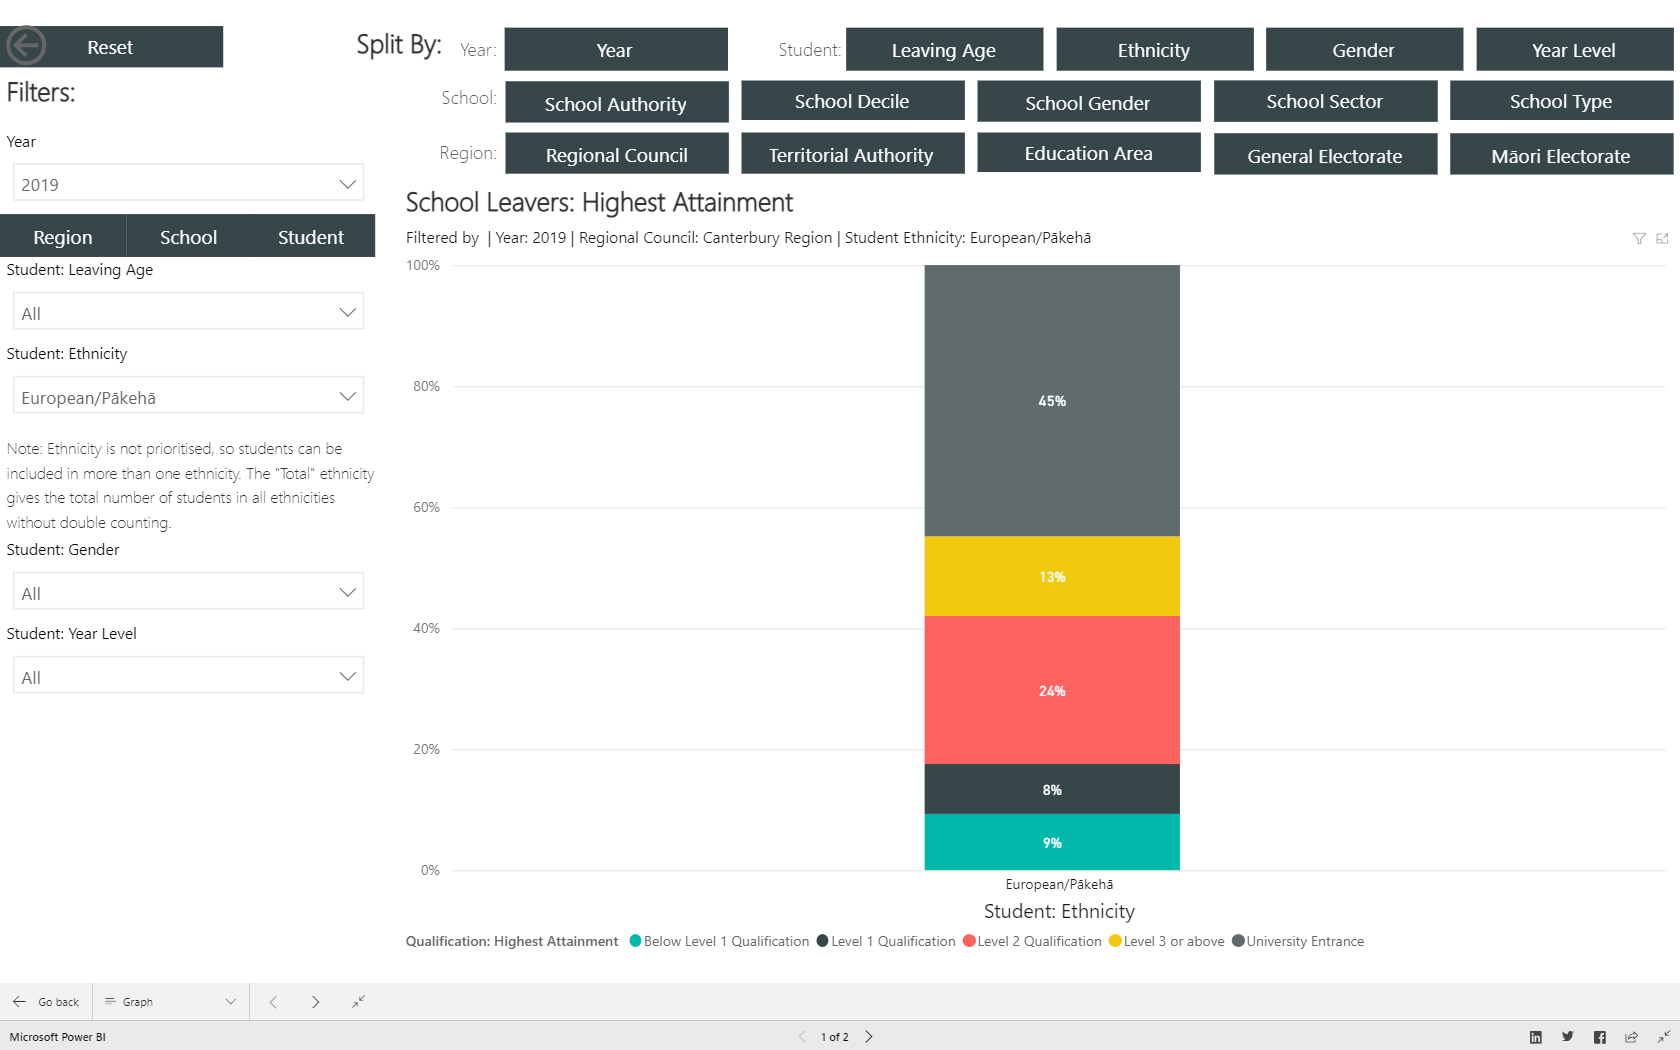 Reset
Split By:
Year:
Year
Student:
Leaving Age
Ethnicity
Gender
Year Level
School:
School Authority
School Decile
School Gender
School Sector
School Type
Region:
Regional Council
Territorial Authority
Education Area
General Electorate
Māori Electorate
Filters:
Year
2019
Region
School
Student
Student: Leaving Age
All
Student: Ethnicity
European/Pākehā
Note: Ethnicity is not prioritised, so students can be
included in more than one ethnicity. The "Total" ethnicity
gives the total number of students in all ethnicities
without double counting.
Student: Gender
All
Student: Year Level
All
School Leavers: Highest Attainment
Filtered by | Year: 2019 | Regional Council: Canterbury Region | Student Ethnicity: European/Pākehā
100%
80%
60%
40%
20%
0%
45%
13%
24%
8%
9%
European/Pākehā
Student: Ethnicity
Qualification: Highest Attainment Below Level 1 Qualification Level 1 Qualification Level 2 Qualification Level 3 or above University Entrance
Go back
Graph
Microsoft Power BI
1 of 2